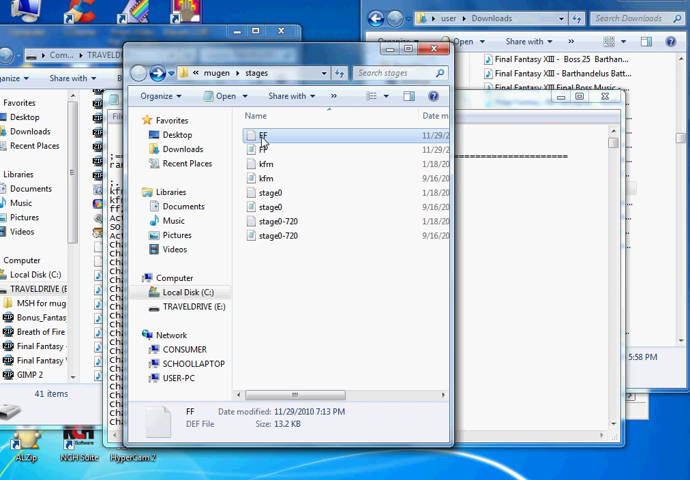 user ▸ Downloads
Search Downloads
Com... ▸ TRAVELDRIVE
Share with
Open
Share with
Final Fantasy XIII - Boss 25 Barthan...
Final Fantasy XIII - Barthandelus Batt...
Final Fantasy XIII Final Boss Music -
« mugen ▸ stages
Search stages
Organize
Open
Share with
Name
Date m
Favorites
Desktop
Downloads
Recent Places
Libraries
Documents
Music
Pictures
Videos
Computer
Local Disk (C:)
TRAVELDRIVE (E:)
Network
CONSUMER
SCHOOLLAPTOP
USER-PC
FF 11/29/2
FF 11/29/2
kfm 1/18/20
kfm 9/16/20
stage0 1/18/20
stage0 9/16/20
stage0-720 1/18/20
stage0-720 9/16/20
FF Date modified: 11/29/2010 7:13 PM
DEF File Size: 13.2 KB
Favorites
Desktop
Downloads
Recent Places
Libraries
Documents
Music
Pictures
Videos
Computer
Local Disk (C:)
TRAVELDRIVE (E
MSH for mug
Bonus_Fantas
Breath of Fire
Final Fantasy
Final Fantasy
GIMP 2
41 items
5:58 PM
ALZip
NCH Suite
HyperCam 2